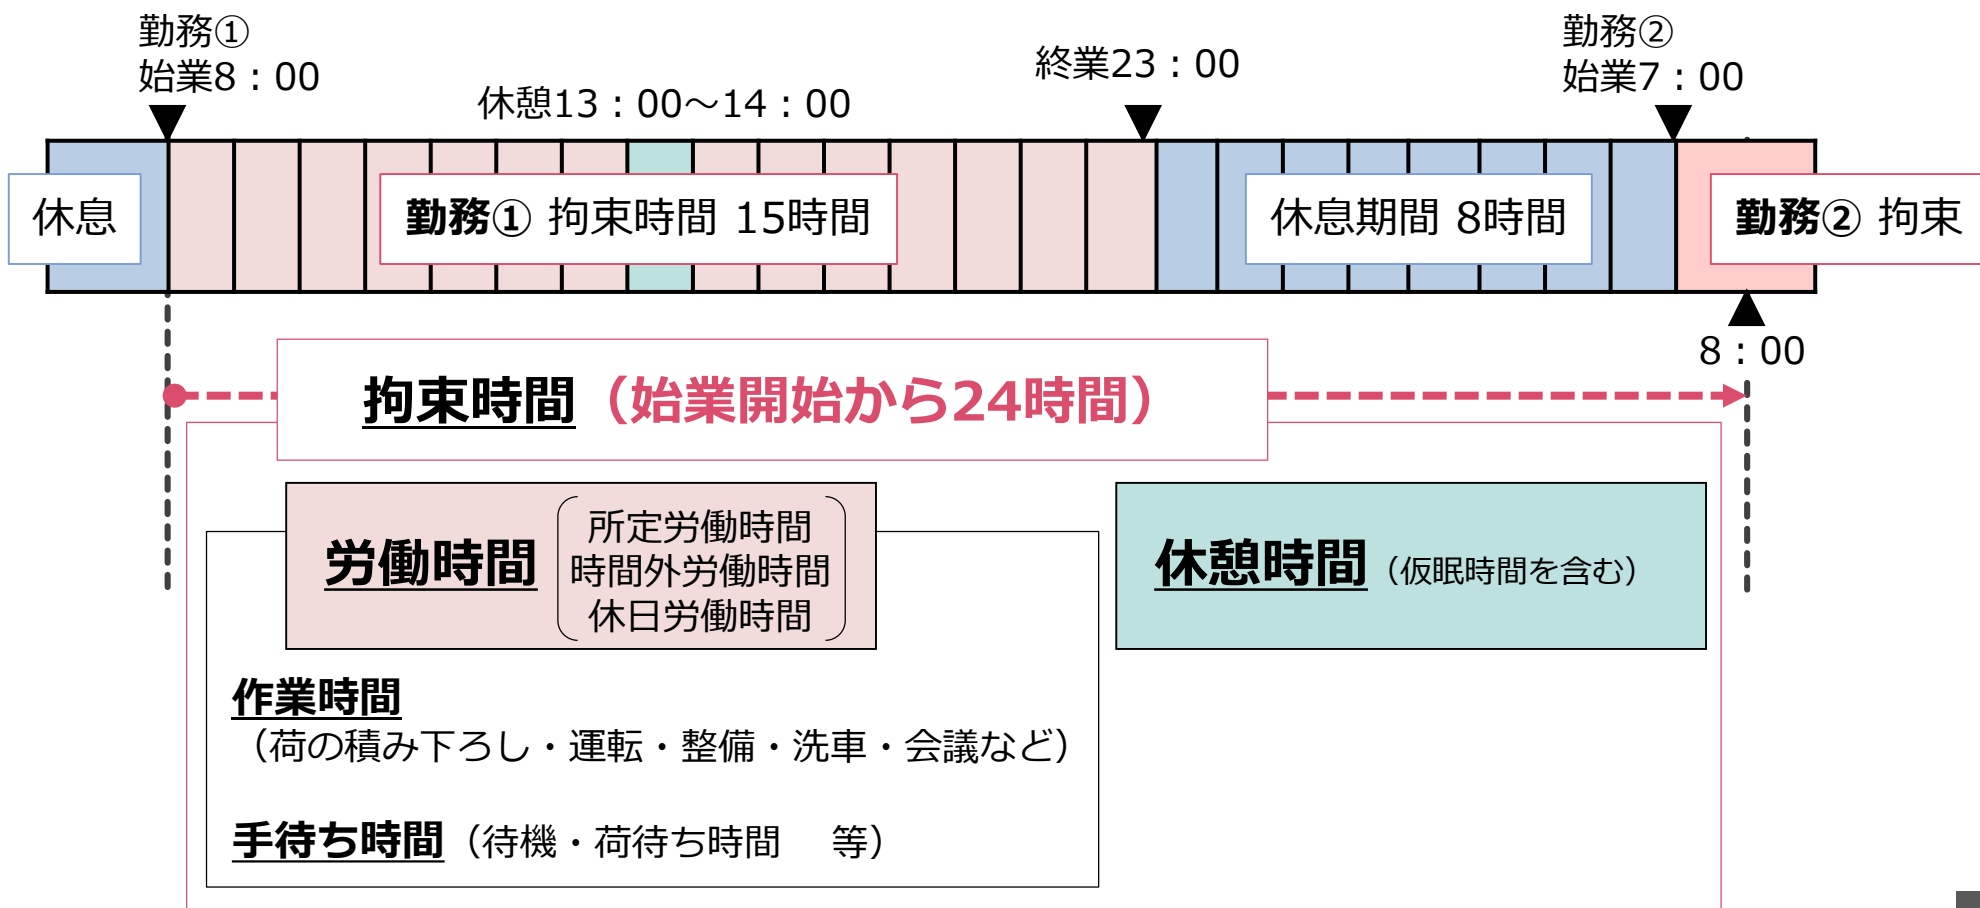 勤務①
始業8：00
休憩13：00～14：00
終業23：00
勤務②
始業7：00
休息
勤務① 拘束時間 15時間
休息期間 8時間
勤務② 拘束
8：00
拘束時間（始業開始から24時間）
労働時間
所定労働時間
時間外労働時間
休日労働時間
休憩時間（仮眠時間を含む）
作業時間
（荷の積み下ろし・運転・整備・洗車・会議など）
手待ち時間（待機・荷待ち時間　等）